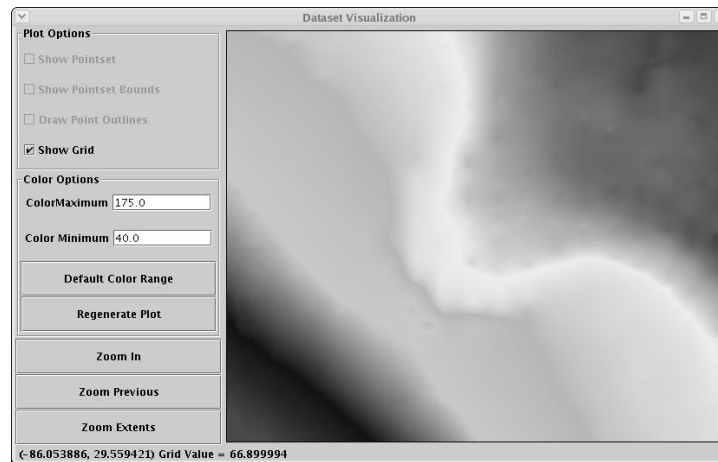 Dataset Visualization
Plot Options
Show Pointset
Show Pointset Bounds
Draw Point Outlines
Show Grid
Color Options
ColorMaximum 175.0
Color Minimum 40.0
Default Color Range
Regenerate Plot
Zoom In
Zoom Previous
Zoom Extents
(-86.053886, 29.559421) Grid Value = 66.899994